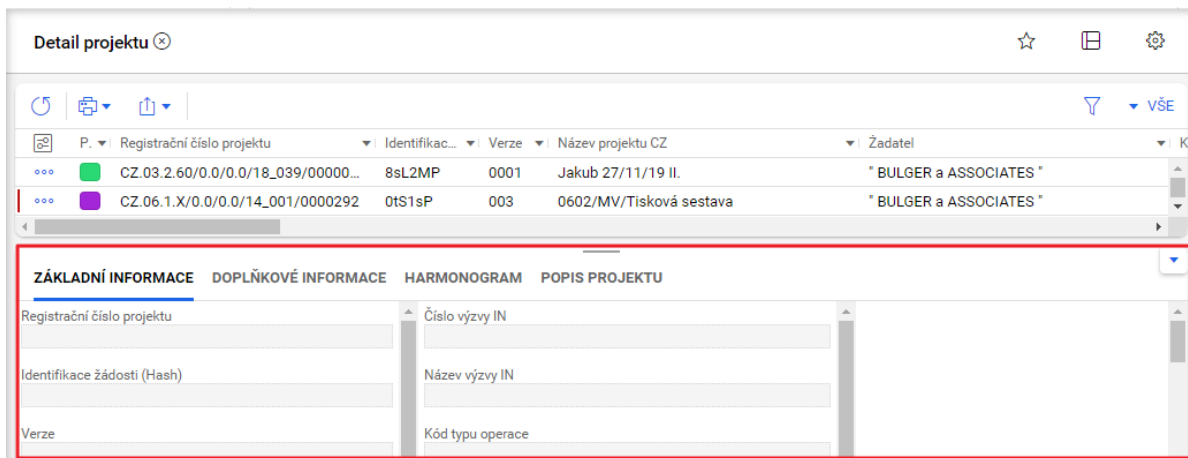 Detail projektu
VŠE
P. Registrační číslo projektu Identifikac... Verze Název projektu CZ Žadatel K
CZ.03.2.60/0.0/0.0/18_039/00000... 8sL2MP 0001 Jakub 27/11/19 II. " BULGER a ASSOCIATES "
CZ.06.1.X/0.0/0.0/14_001/0000292 0tS1sP 003 0602/MV/Tisková sestava " BULGER a ASSOCIATES "
ZÁKLADNÍ INFORMACE DOPLŇKOVÉ INFORMACE HARMONOGRAM POPIS PROJEKTU
Registrační číslo projektu Číslo výzvy IN
Identifikace žádosti (Hash) Název výzvy IN
Verze Kód typu operace